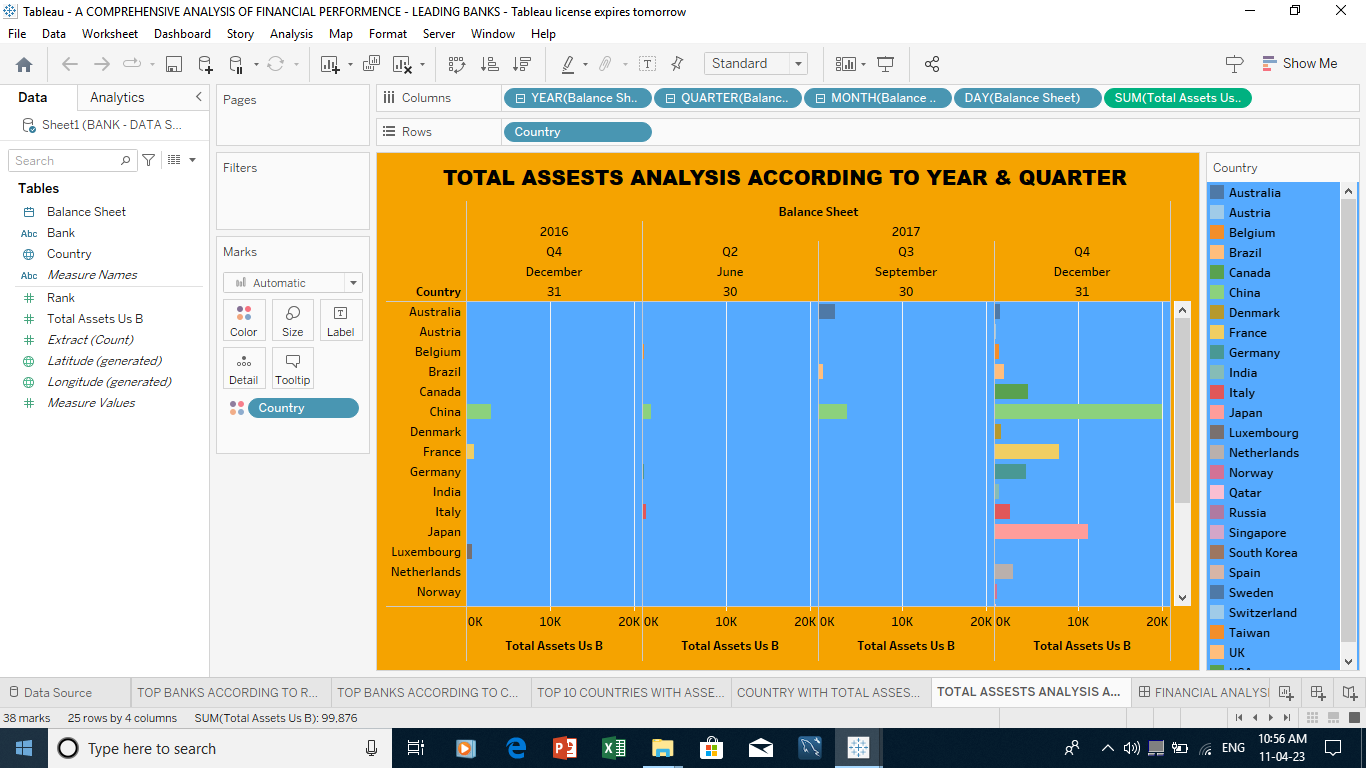 Tableau - A COMPREHENSIVE ANALYSIS OF FINANCIAL PERFORMENCE - LEADING BANKS - Tableau license expires tomorrow
File Data Worksheet Dashboard Story Analysis Map Format Server Window Help
Standard
Show Me
Data Analytics
Sheet1 (BANK - DATA S...
Search
Tables
Balance Sheet
Abc Bank
Country
Abc Measure Names
Rank
Total Assets Us B
Extract (Count)
Latitude (generated)
Longitude (generated)
Measure Values
Pages
Filters
Marks
Automatic
Color Size Label
Detail Tooltip
Country
Columns YEAR(Balance Sh.. QUARTER(Balanc.. MONTH(Balance .. DAY(Balance Sheet) SUM(Total Assets Us..
Rows Country
TOTAL ASSESTS ANALYSIS ACCORDING TO YEAR & QUARTER
Balance Sheet
2016 2017
Q4 Q2 Q3 Q4
December June September December
Country 31 30 30 31
Australia
Austria
Belgium
Brazil
Canada
China
Denmark
France
Germany
India
Italy
Japan
Luxembourg
Netherlands
Norway
0K 10K 20K 0K 10K 20K 0K 10K 20K 0K 10K 20K
Total Assets Us B Total Assets Us B Total Assets Us B Total Assets Us B
Country
Australia
Austria
Belgium
Brazil
Canada
China
Denmark
France
Germany
India
Italy
Japan
Luxembourg
Netherlands
Norway
Qatar
Russia
Singapore
South Korea
Spain
Sweden
Switzerland
Taiwan
UK
Data Source TOP BANKS ACCORDING TO R... TOP BANKS ACCORDING TO C... TOP 10 COUNTRIES WITH ASSE... COUNTRY WITH TOTAL ASSES... TOTAL ASSESTS ANALYSIS A... FINANCIAL ANALYSI
38 marks 25 rows by 4 columns SUM(Total Assets Us B): 99.876
Type here to search
ENG
10:56 AM
11-04-23